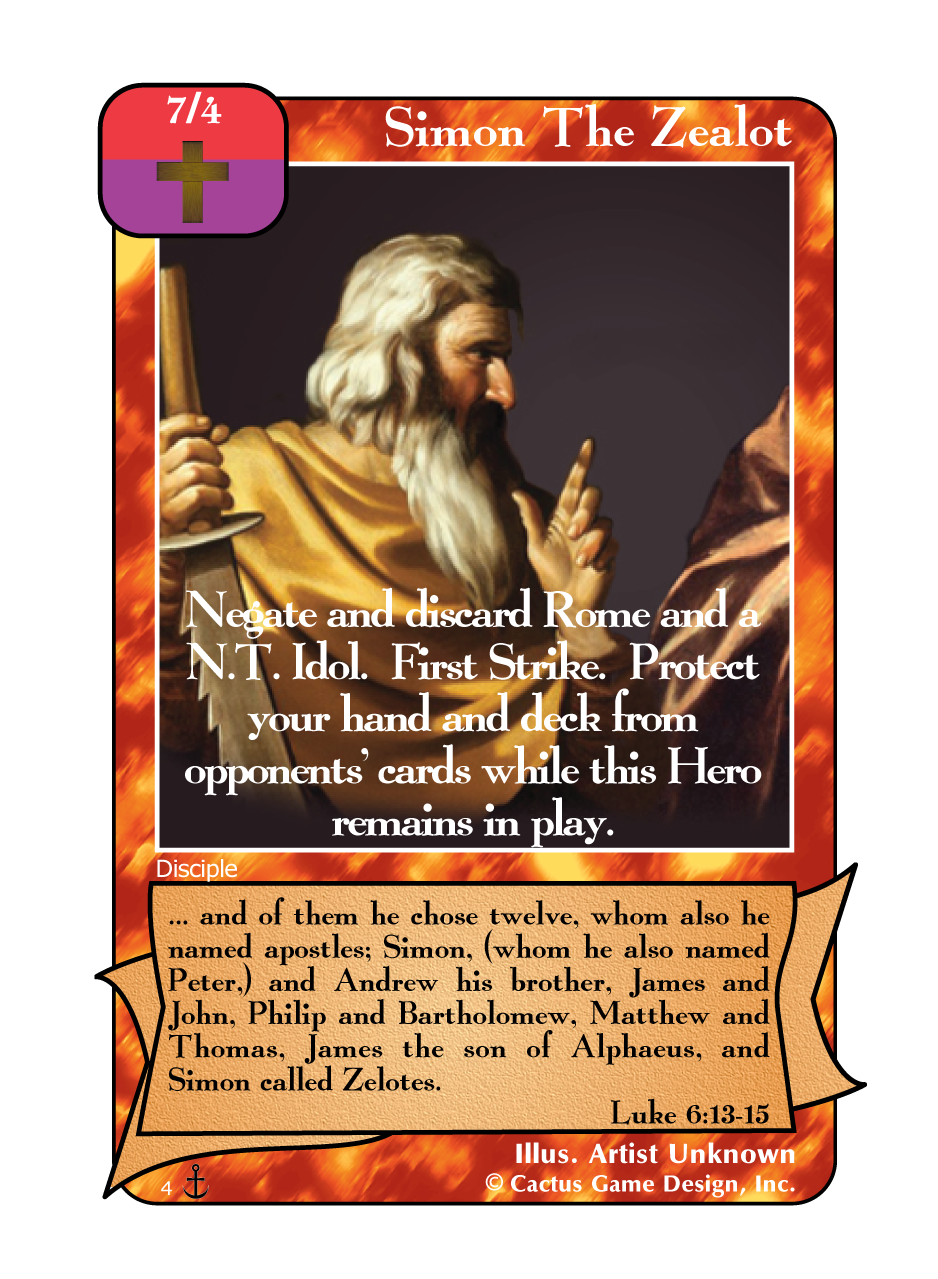 7/4
Simon The Zealot
Negate and discard Rome and a
N.T. Idol. First Strike. Protect
your hand and deck from
opponents' cards while this Hero
remains in play.
Disciple
... and of them he chose twelve, whom also he
named apostles; Simon, (whom he also named
Peter,) and Andrew his brother, James and
John, Philip and Bartholomew, Matthew and
Thomas, James the son of Alphaeus, and
Simon called Zelotes.
Luke 6:13-15
Illus. Artist Unknown
4
© Cactus Game Design, Inc.